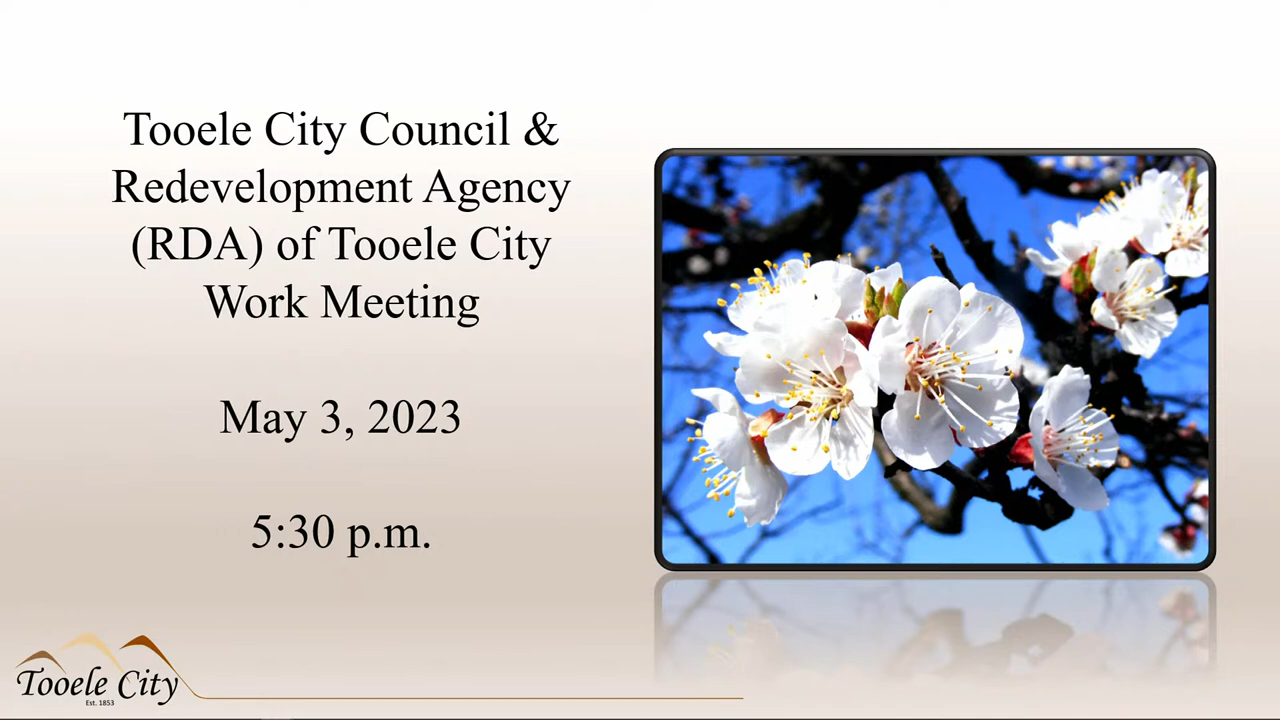 Tooele City Council &
Redevelopment Agency
(RDA) of Tooele City
Work Meeting
May 3, 2023
5:30 p.m.
Tooele City
Est. 1853